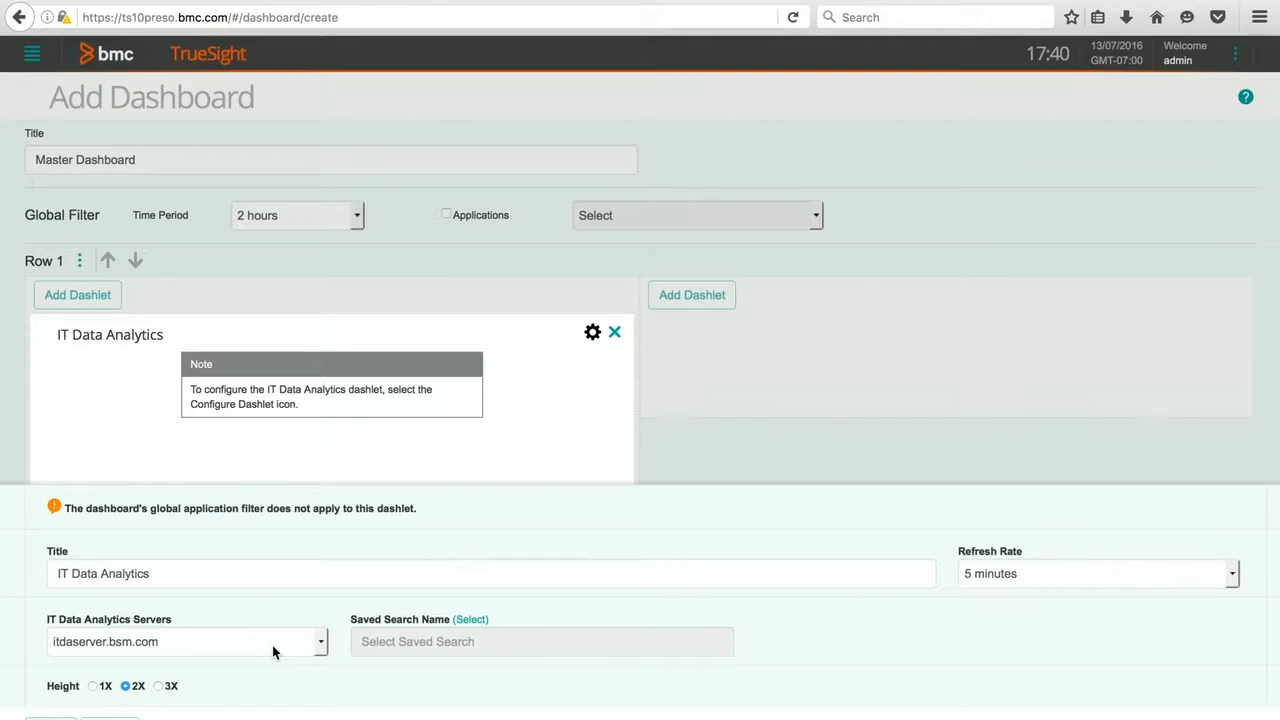 https://ts10preso.bmc.com/#/dashboard/create
Search
bmc
TrueSight
17:40
13/07/2016
GMT-07:00
Welcome
admin
Add Dashboard
?
Title
Master Dashboard
Global Filter
Time Period
2 hours
Applications
Select
Row 1
Add Dashlet
Add Dashlet
IT Data Analytics
Note
To configure the IT Data Analytics dashlet, select the
Configure Dashlet icon.
The dashboard's global application filter does not apply to this dashlet.
Title
Refresh Rate
IT Data Analytics
5 minutes
IT Data Analytics Servers
Saved Search Name (Select)
itdaserver.bsm.com
Select Saved Search
Height 1X 2X 3X